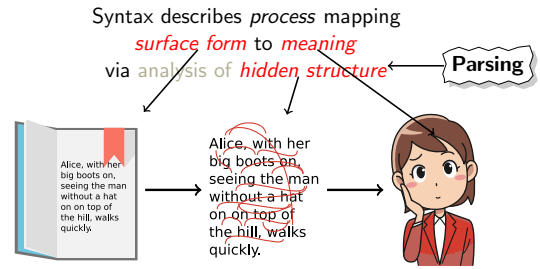 Syntax describes process mapping
surface form to meaning
via analysis of hidden structure
Parsing
Alice, with her
big boots on,
seeing the man
without a hat
on on top of
the hill, walks
quickly.
Alice, with her
big boots on,
seeing the man
without a hat
on on top of
the hill, walks
quickly.